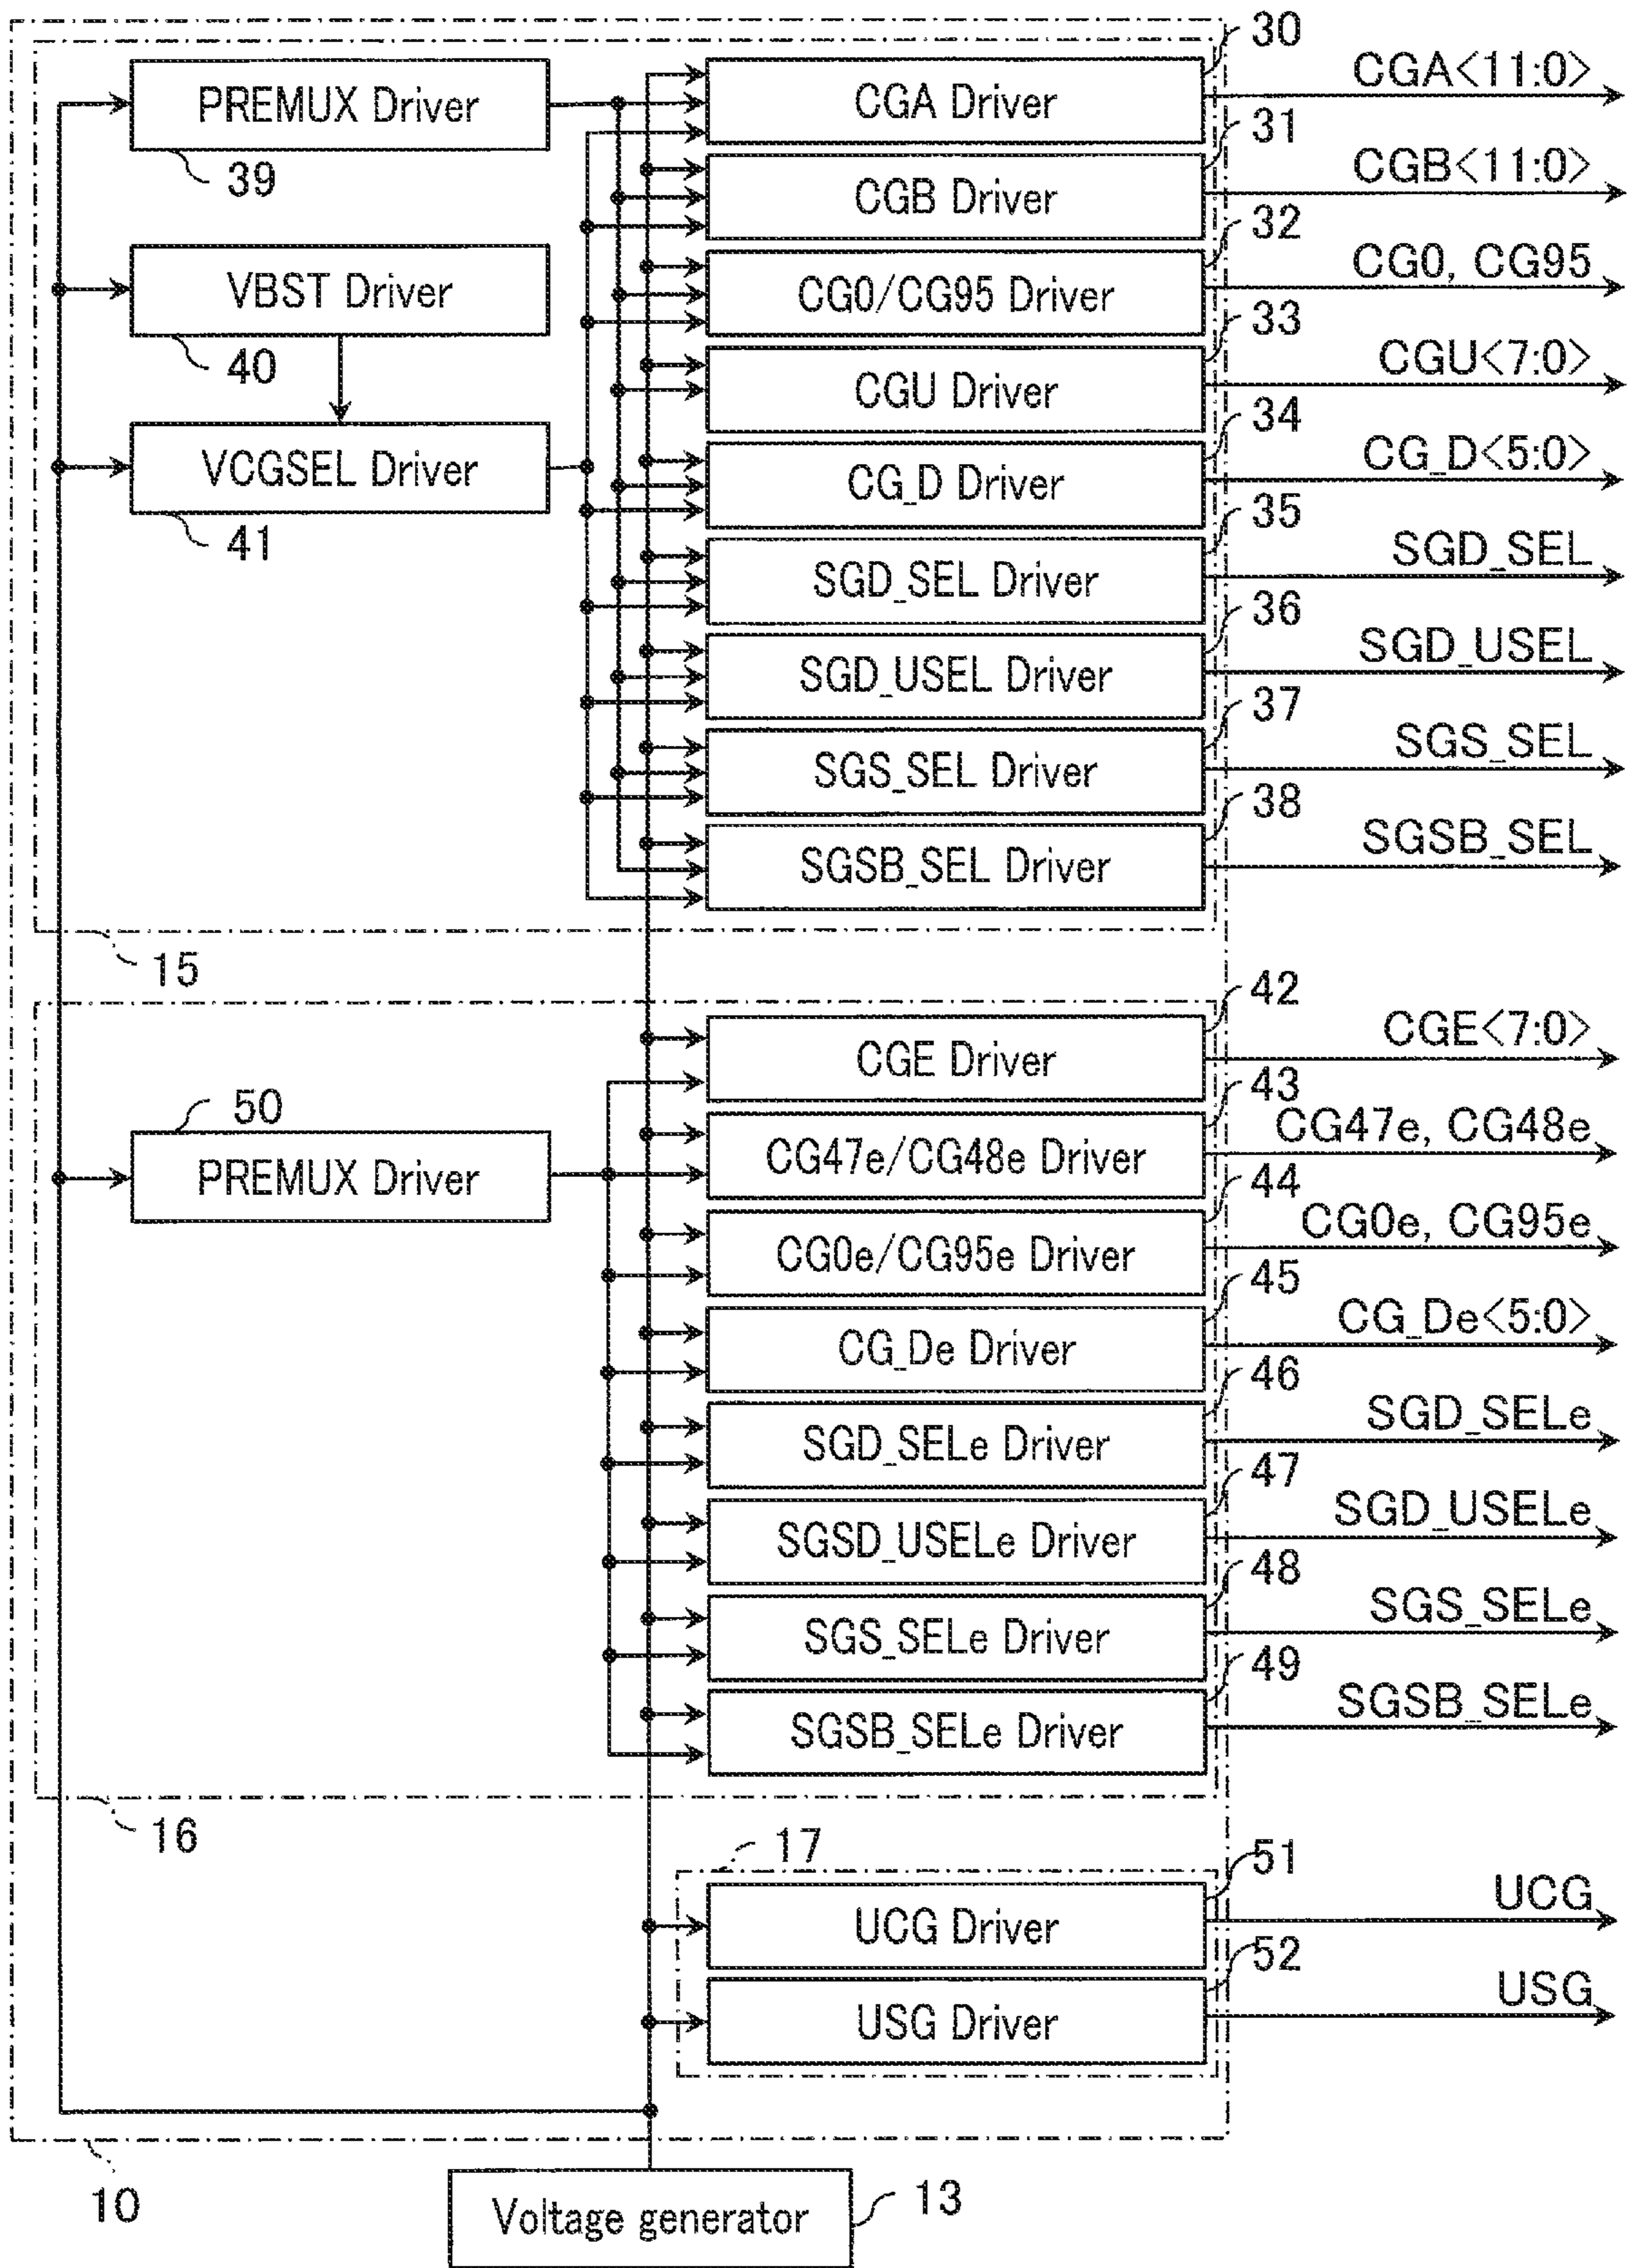 30
CGA<11:0>
PREMUX Driver
CGA Driver
39
31
CGB<11:0>
CGB Driver
32
CG0, CG95
VBST Driver
CG0/CG95 Driver
40
33
CGU<7:0>
CGU Driver
34
CG_D<5:0>
VCGSEL Driver
CG_D Driver
41
35
SGD_SEL
SGD_SEL Driver
36
SGD_USEL
SGD_USEL Driver
37
SGS_SEL
SGS_SEL Driver
38
SGSB_SEL
SGSB_SEL Driver
15
42
CGE<7:0>
CGE Driver
43
CG47e, CG48e
50
PREMUX Driver
CG47e/CG48e Driver
44
CG0e, CG95e
CG0e/CG95e Driver
45
CG_De<5:0>
CG_De Driver
46
SGD_SELe
SGD_SELe Driver
47
SGD_USELe
SGSD_USELe Driver
48
SGS_SELe
SGS_SELe Driver
49
SGSB_SELe
SGSB_SELe Driver
16
17
51
UCG
UCG Driver
52
USG
USG Driver
10
Voltage generator
13